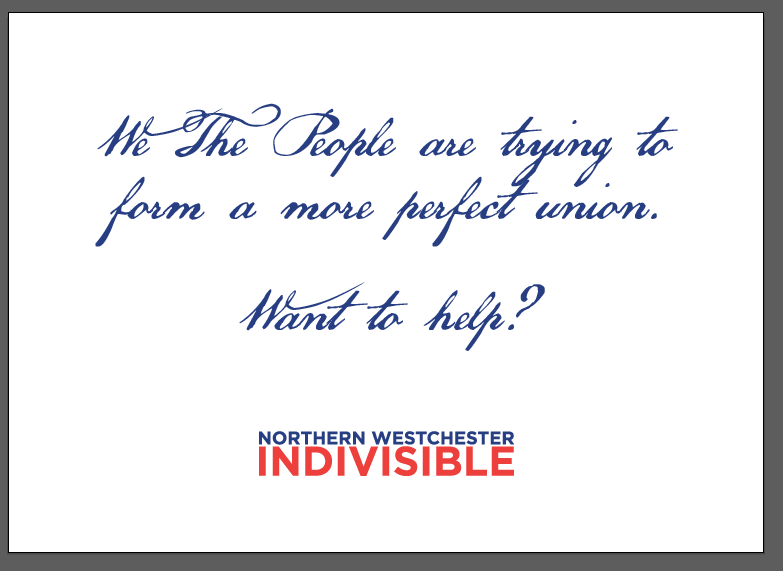 We The People are trying to
form a more perfect union.
Want to help?
NORTHERN WESTCHESTER
INDIVISIBLE